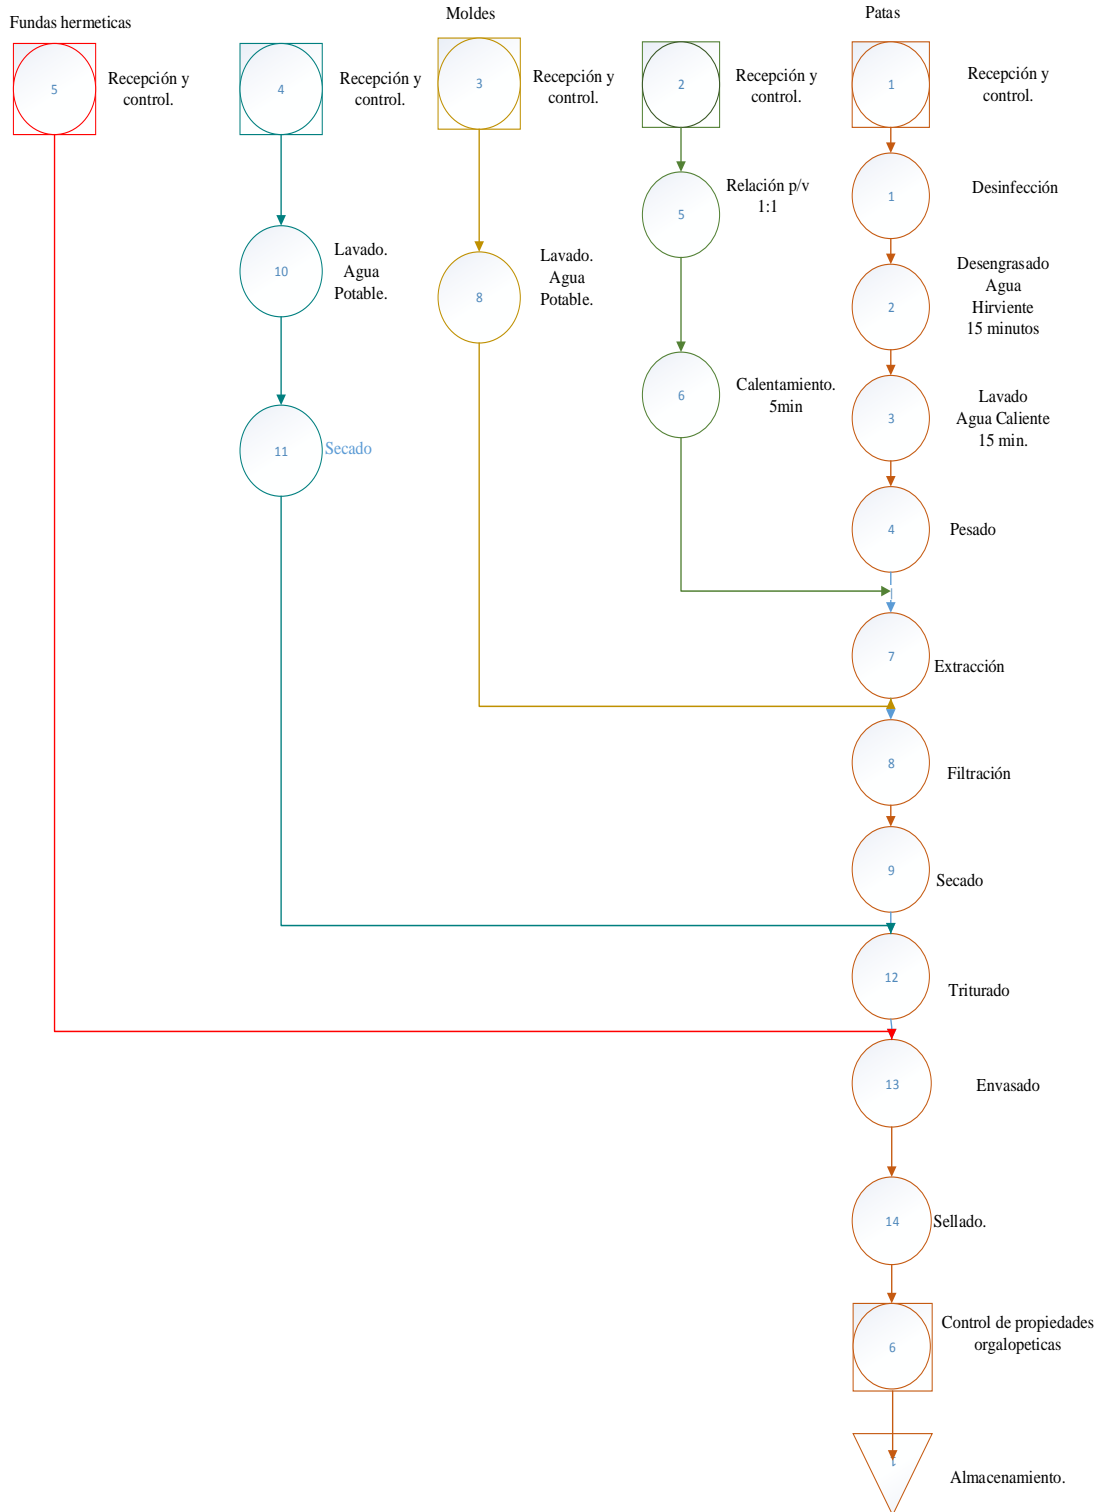 Fundas hermeticas
Moldes
Patas
5
Recepción y
control.
4
Recepción y
control.
3
Recepción y
control.
2
Recepción y
control.
1
Recepción y
control.
1
Desinfección
5
Relación p/v
1:1
10
Lavado.
Agua
Potable.
8
Lavado.
Agua
Potable.
2
Desengrasado
Agua
Hirviente
15 minutos
6
Calentamiento.
5min
3
Lavado
Agua Caliente
15 min.
11
Secado
4
Pesado
7
Extracción
8
Filtración
9
Secado
12
Triturado
13
Envasado
14
Sellado.
6
Control de propiedades
orgalopeticas
1
Almacenamiento.